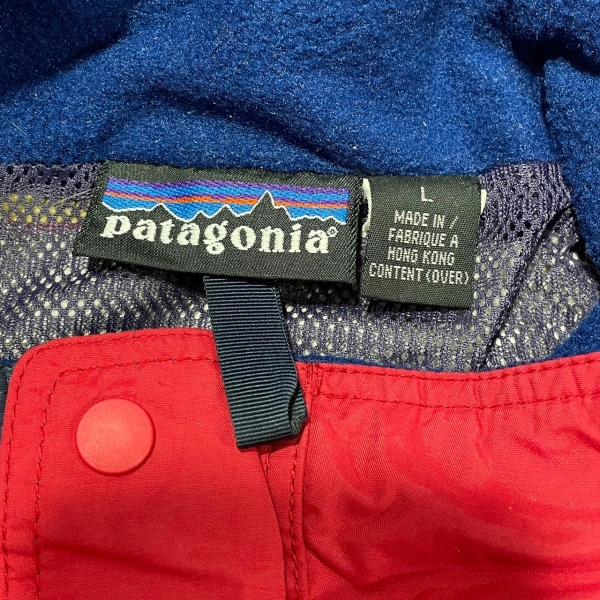 patagonia®
L
MADE IN /
FABRIQUE A
HONG KONG
CONTENT (OVER)